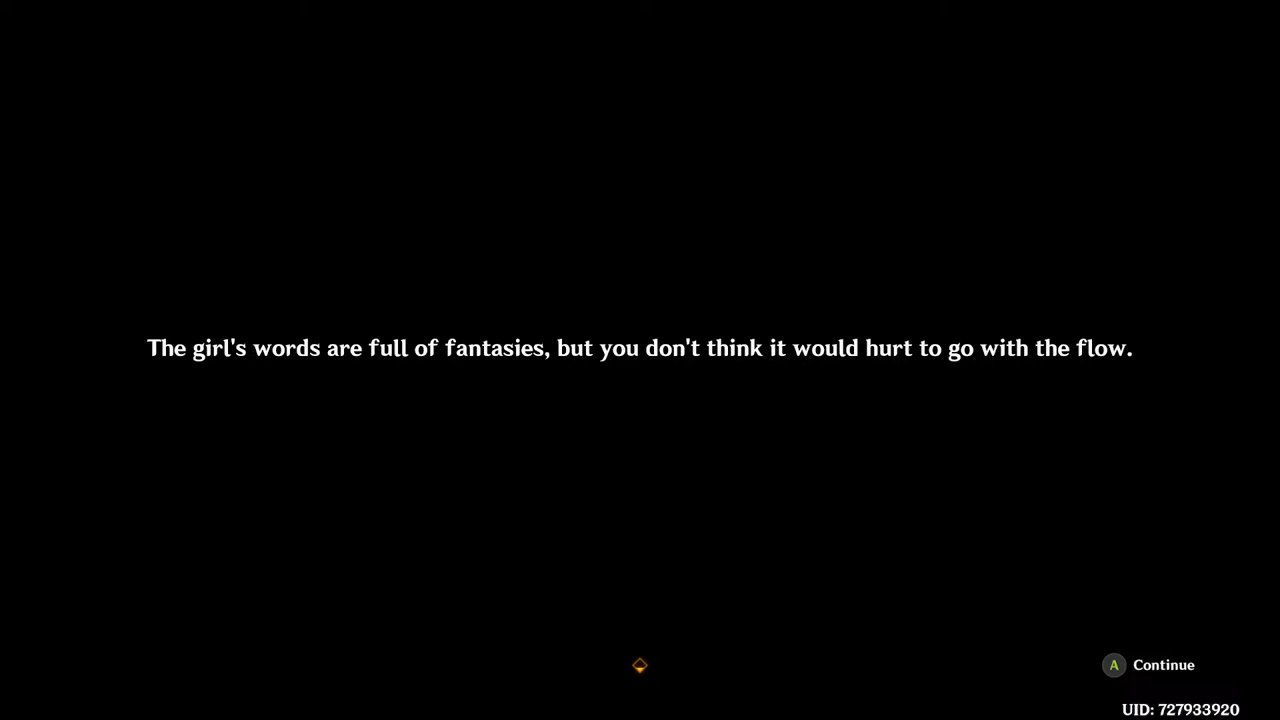 The girl's words are full of fantasies, but you don't think it would hurt to go with the flow.
A Continue
UID: 727933920